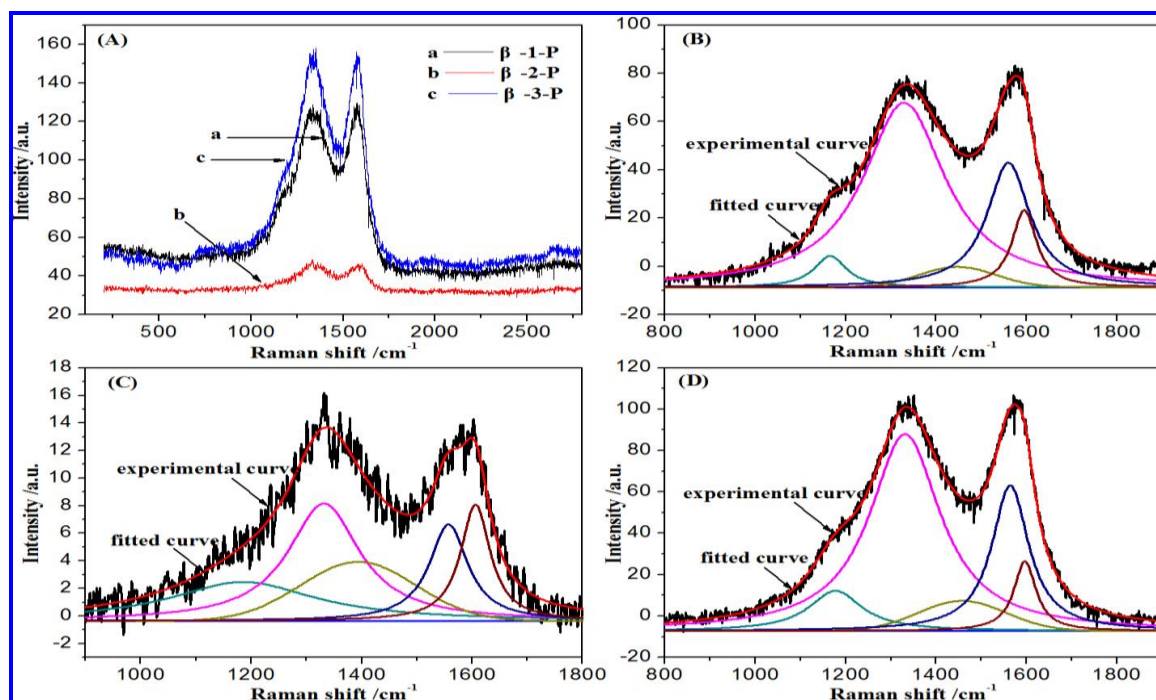 (A)
a β -1-P
b β -2-P
c β -3-P
a
c
b
160
140
120
100
80
60
40
20
Intensity /a.u.
500 1000 1500 2000 2500
Raman shift /cm-1
(B)
100
80
60
40
20
0
-20
Intensity /a.u.
experimental curve
fitted curve
800 1000 1200 1400 1600 1800
Raman shift /cm-1
(C)
18
16
14
12
10
8
6
4
2
0
-2
Intensity /a.u.
experimental curve
fitted curve
1000 1200 1400 1600 1800
Raman shift /cm-1
(D)
120
100
80
60
40
20
0
-20
Intensity /a.u.
experimental curve
fitted curve
800 1000 1200 1400 1600 1800
Raman shift /cm-1